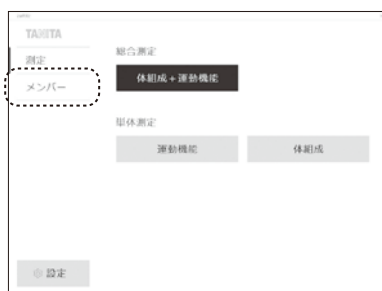 TANITA
測定
メンバー
総合測定
体組成+運動機能
単体測定
運動機能
体組成
設定